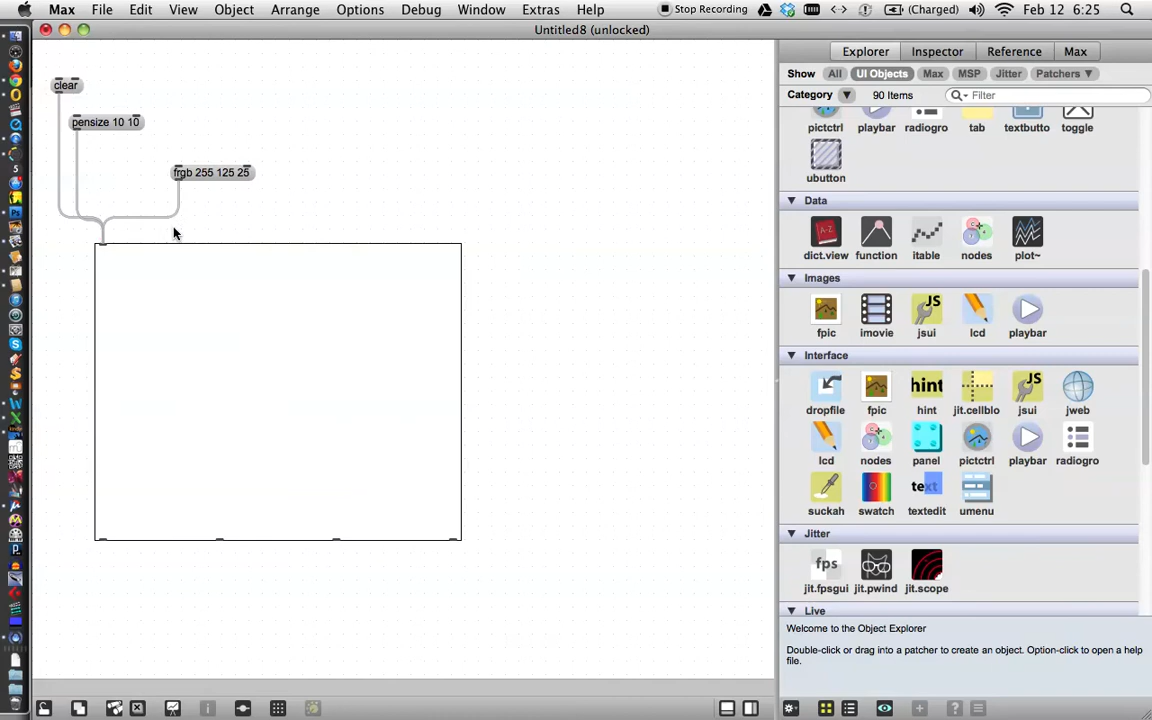 Max File Edit View Object Arrange Options Debug Window Extras Help Stop Recording (Charged) Feb 12 6:25
Untitled8 (unlocked)
Explorer Inspector Reference Max
Show All UI Objects Max MSP Jitter Patchers ▼
Category ▼ 90 Items Filter
pictctrl playbar radiogro tab textbutto toggle
ubutton
Data
dict.view function itable nodes plot~
Images
fpic imovie jsui lcd playbar
Interface
dropfile fpic hint jit.cellblo jsui jweb
lcd nodes panel pictctrl playbar radiogro
suckah swatch textedit umenu
Jitter
jit.fpsgui jit.pwind jit.scope
Live
Welcome to the Object Explorer
Double-click or drag into a patcher to create an object. Option-click to open a help
file.
clear
pensize 10 10
frgb 255 125 25